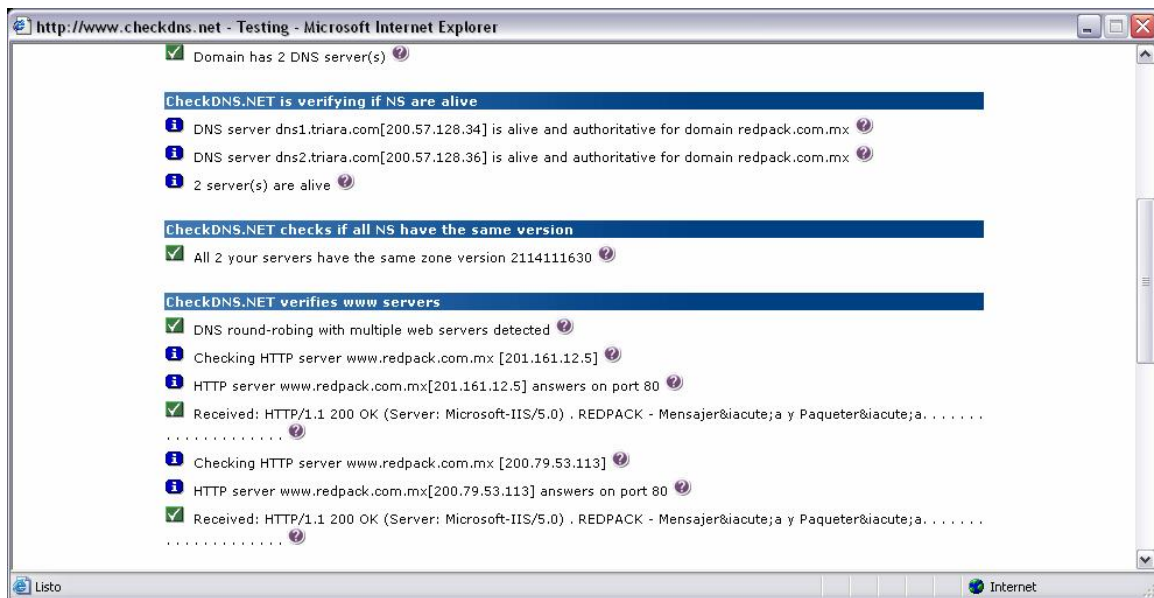 http://www.checkdns.net - Testing - Microsoft Internet Explorer
Domain has 2 DNS server(s)
CheckDNS.NET is verifying if NS are alive
DNS server dns1.triara.com[200.57.128.34] is alive and authoritative for domain redpack.com.mx
DNS server dns2.triara.com[200.57.128.36] is alive and authoritative for domain redpack.com.mx
2 server(s) are alive
CheckDNS.NET checks if all NS have the same version
All 2 your servers have the same zone version 2114111630
CheckDNS.NET verifies www servers
DNS round-robing with multiple web servers detected
Checking HTTP server www.redpack.com.mx [201.161.12.5]
HTTP server www.redpack.com.mx[201.161.12.5] answers on port 80
Received: HTTP/1.1 200 OK (Server: Microsoft-IIS/5.0) . REDPACK - Mensajer&iacute;a y Paqueter&iacute;a. . . . . . .
. . . . . . . . . . . . .
Checking HTTP server www.redpack.com.mx [200.79.53.113]
HTTP server www.redpack.com.mx[200.79.53.113] answers on port 80
Received: HTTP/1.1 200 OK (Server: Microsoft-IIS/5.0) . REDPACK - Mensajer&iacute;a y Paqueter&iacute;a. . . . . . .
. . . . . . . . . . . . .
Listo
Internet